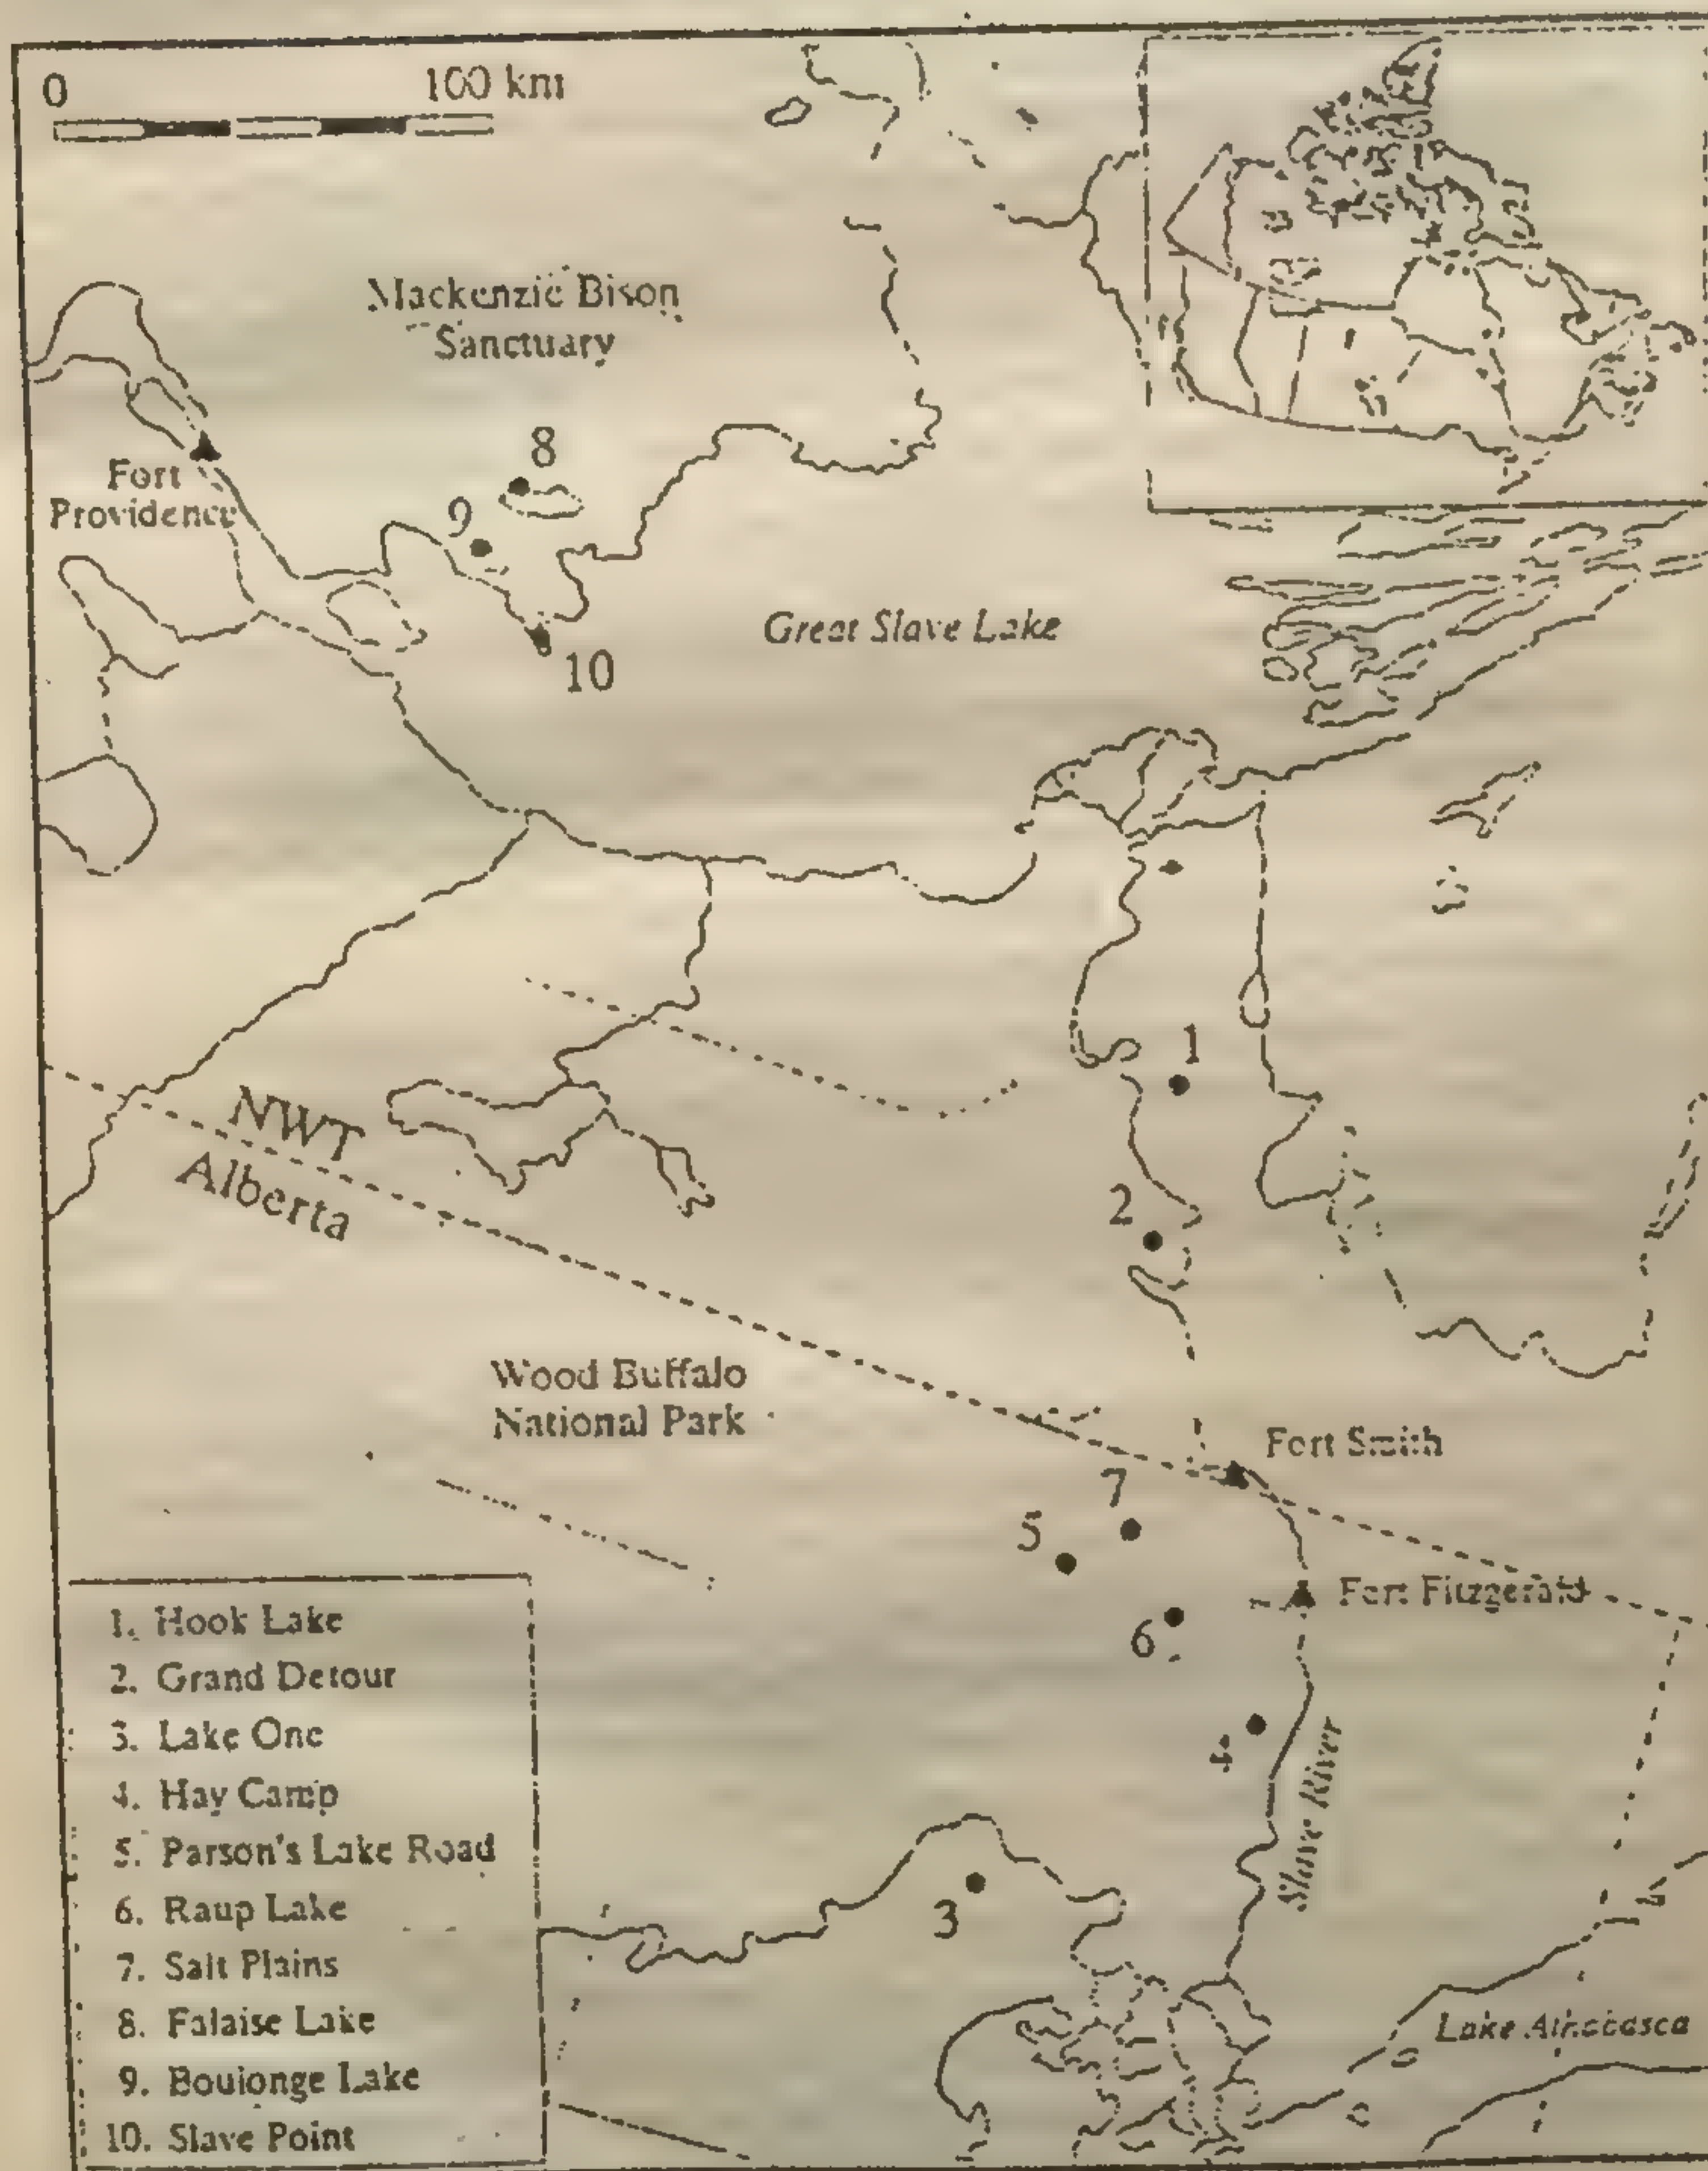 0 100 km
Mackenzie Bison
Sanctuary
8
Fort
Providence
9
Great Slave Lake
10
1
NWT
Alberta
2
Wood Buffalo
National Park
Fort Smith
7
5
Fort Fitzgerald
6
4
Slave River
3
Lake Athabasca
1. Hook Lake
2. Grand Detour
3. Lake One
4. Hay Camp
5. Parson's Lake Road
6. Raup Lake
7. Salt Plains
8. Falaise Lake
9. Boulonge Lake
10. Slave Point